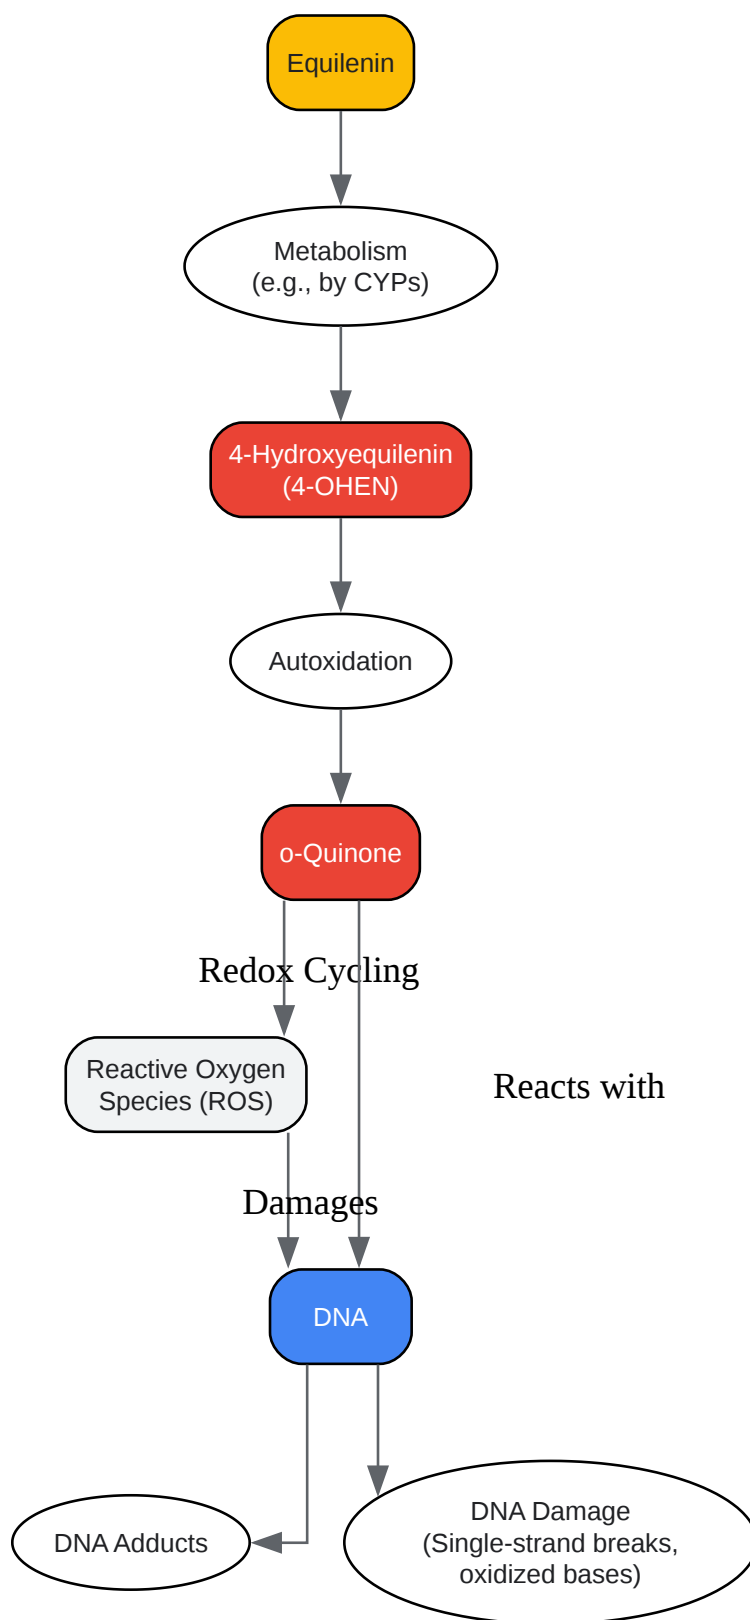 Equilenin
Metabolism
(e.g., by CYPs)
4-Hydroxyequilenin
(4-OHEN)
Autoxidation
o-Quinone
Redox Cycling
Reactive Oxygen
Species (ROS)
Reacts with
Damages
DNA
DNA Adducts
DNA Damage
(Single-strand breaks,
oxidized bases)